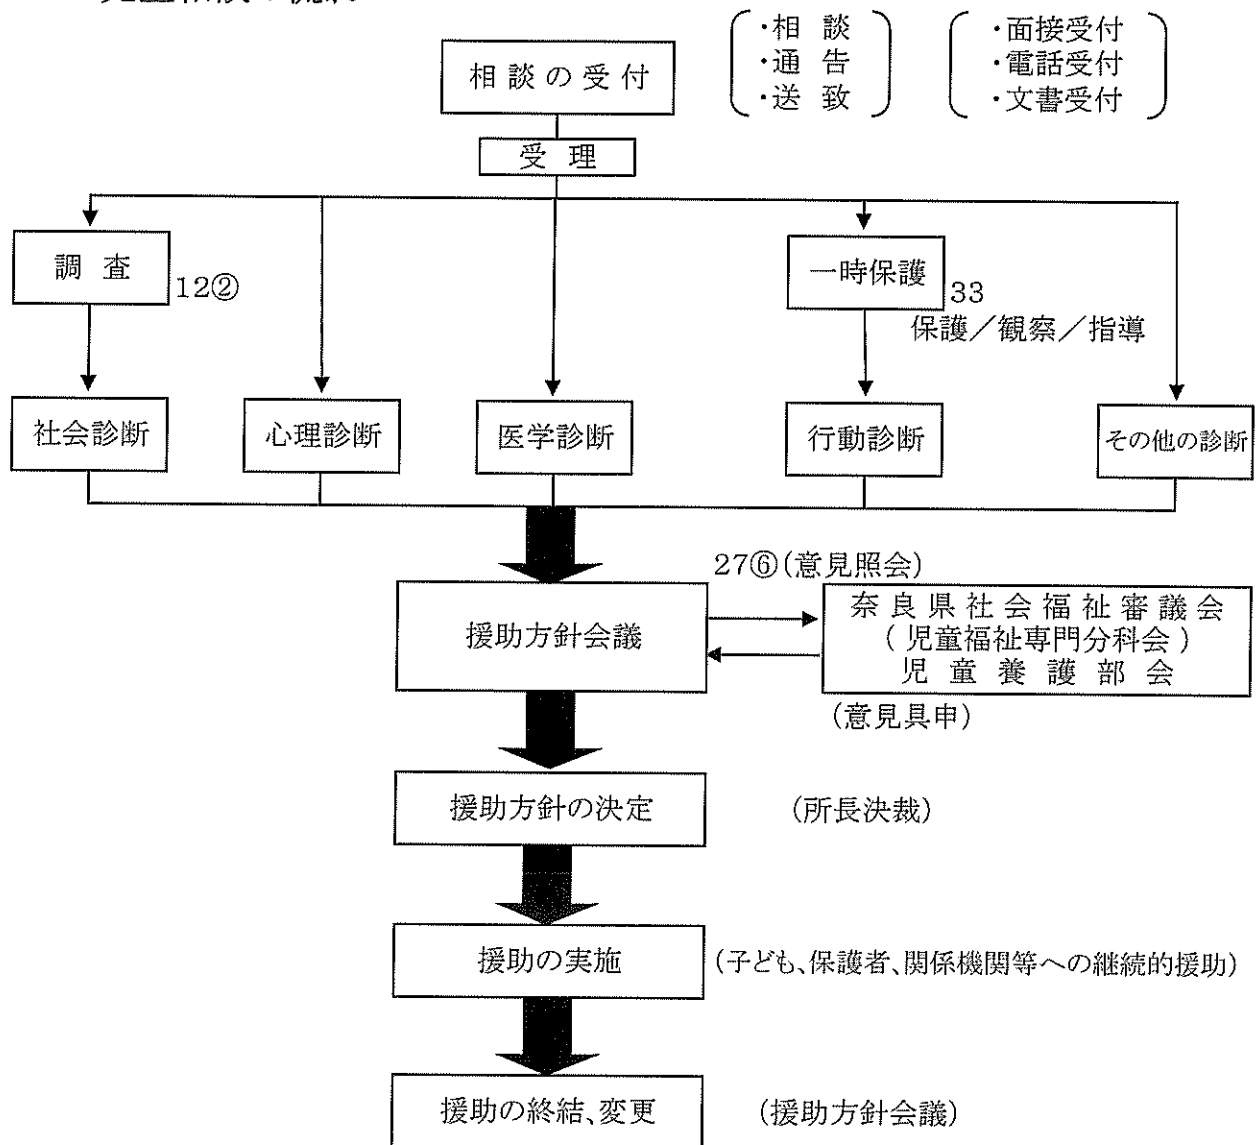 ・相 談
・通 告
・送 致
・面接受付
・電話受付
・文書受付
相談の受付
受 理
調 査
12②
一時保護
33
保護／観察／指導
社会診断
心理診断
医学診断
行動診断
その他の診断
27⑥(意見照会)
援助方針会議
奈良県社会福祉審議会
(児童福祉専門分科会)
児童養護部会
(意見具申)
援助方針の決定
(所長決裁)
援助の実施
(子ども、保護者、関係機関等への継続的援助)
援助の終結、変更
(援助方針会議)